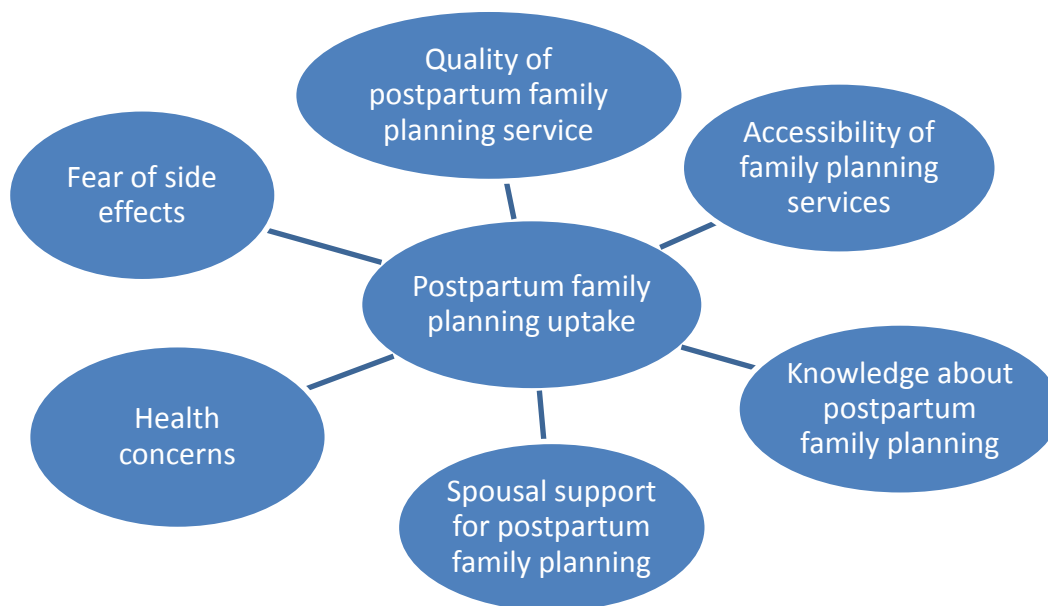 Quality of
postpartum family
planning service
Accessibility of
family planning
services
Fear of side
effects
Postpartum family
planning uptake
Knowledge about
postpartum
family planning
Health
concerns
Spousal support
for postpartum
family planning